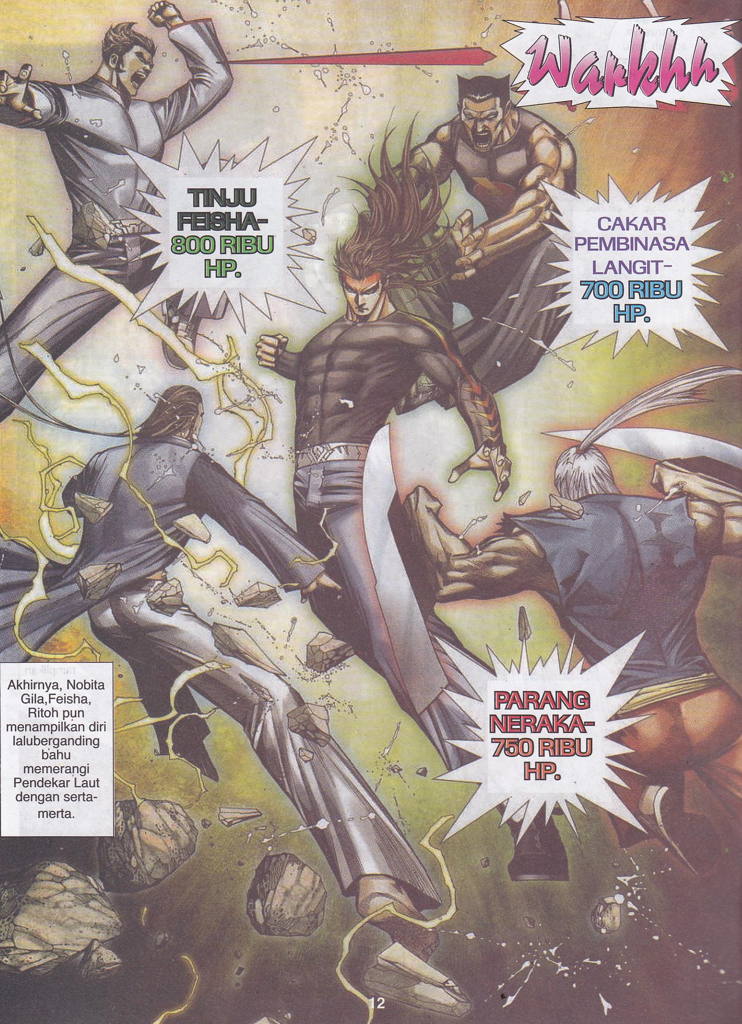 Warkhh
TINJU
FEISHA-
800 RIBU
HP.
CAKAR
PEMBINASA
LANGIT-
700 RIBU
HP.
PARANG
NERAKA-
750 RIBU
HP.
Akhirnya, Nobita
Gila,Feisha,
Ritoh pun
menampilkan diri
laluberganding
bahu
memerangi
Pendekar Laut
dengan serta-
merta.
12